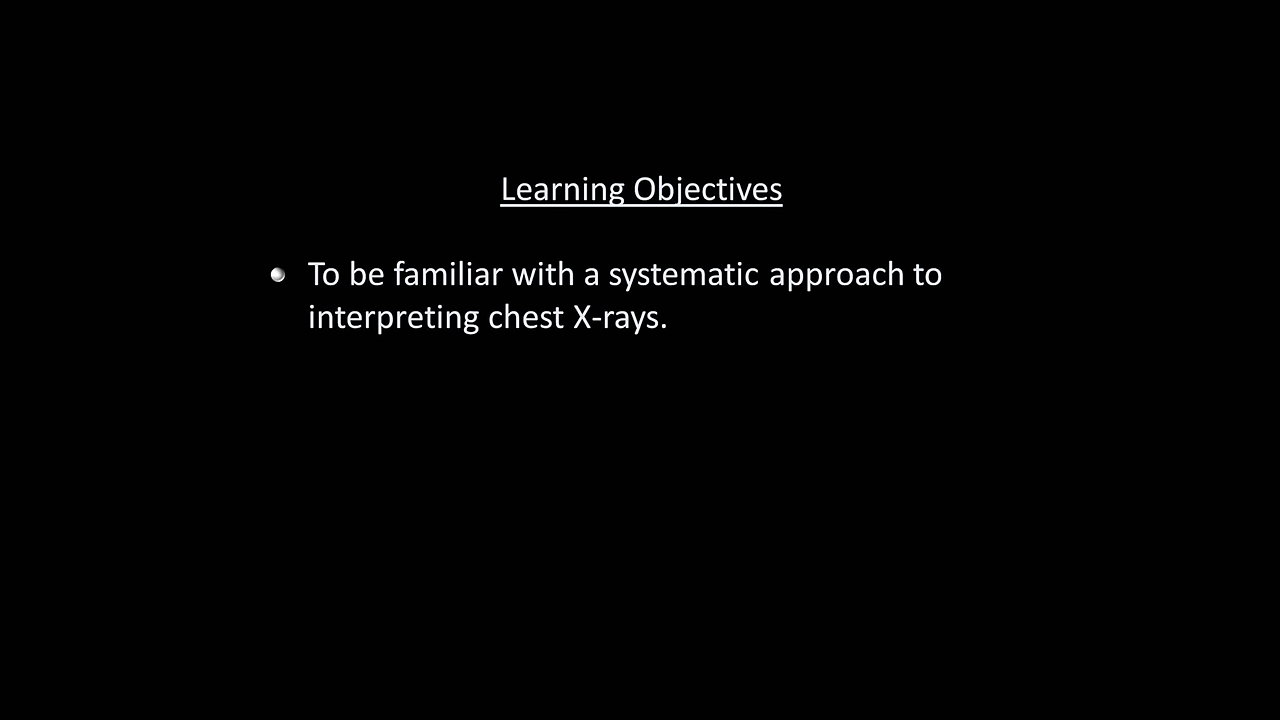 Learning Objectives
To be familiar with a systematic approach to
interpreting chest X-rays.